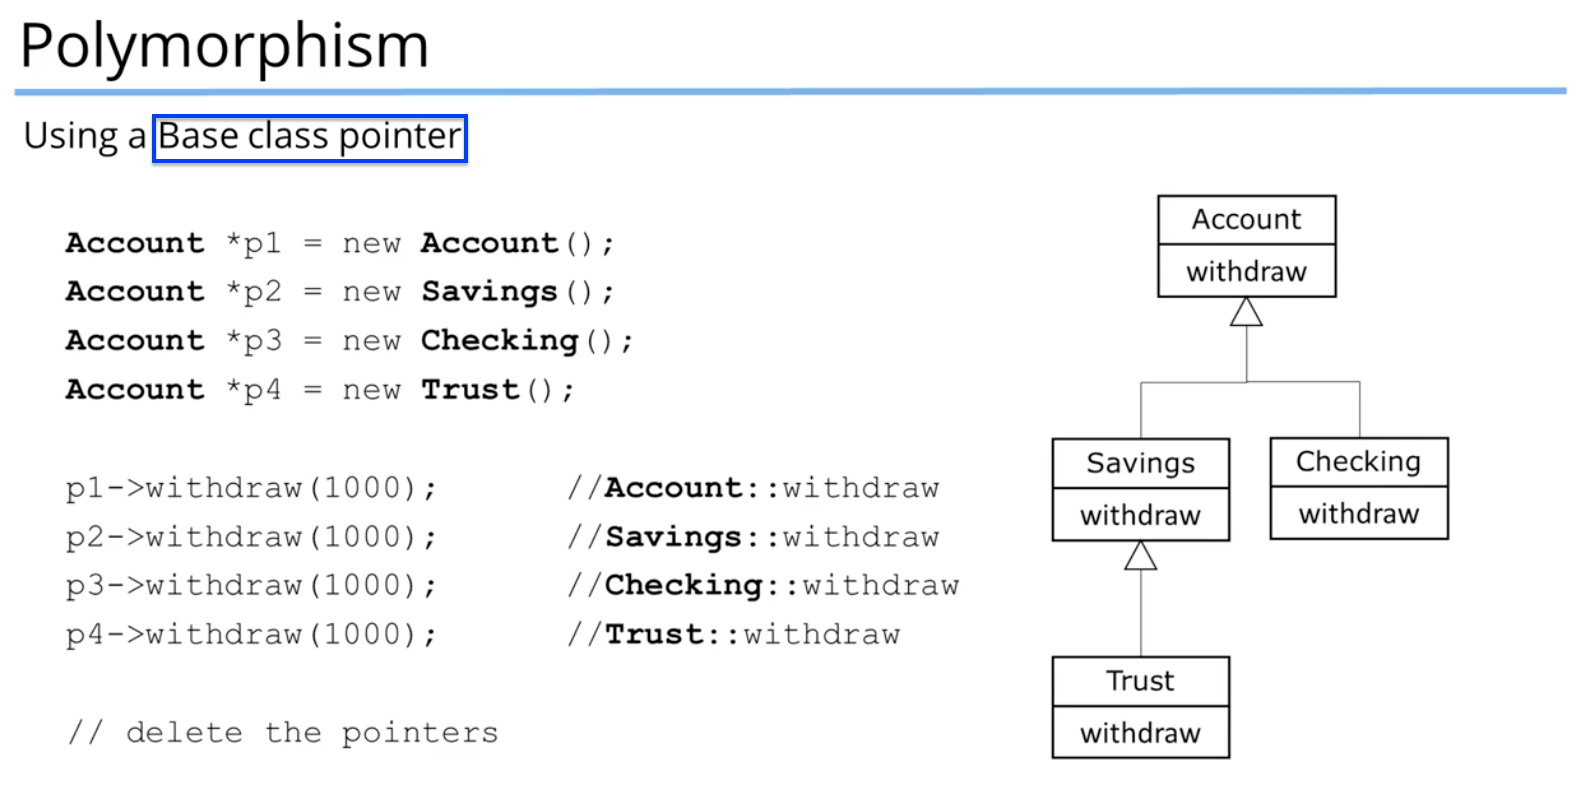 Polymorphism
Using a Base class pointer
Account *p1 = new Account();
Account *p2 = new Savings();
Account *p3 = new Checking();
Account *p4 = new Trust();
p1->withdraw(1000); //Account::withdraw
p2->withdraw(1000); //Savings::withdraw
p3->withdraw(1000); //Checking::withdraw
p4->withdraw(1000); //Trust::withdraw
// delete the pointers
Account
withdraw
Savings
withdraw
Checking
withdraw
Trust
withdraw